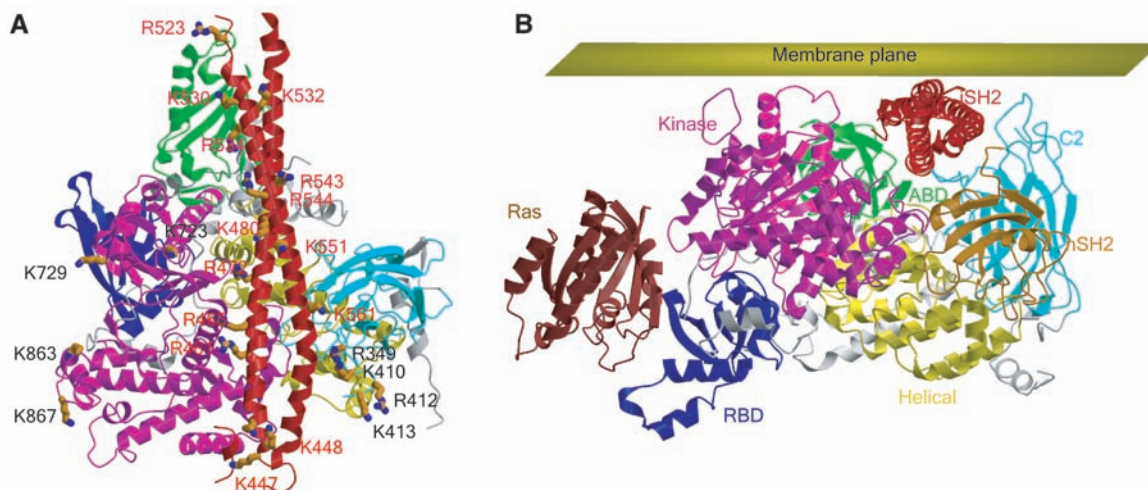 A
R523
K530
K532
R543
R544
K480
K551
K723
K729
K561
K863
R349
K410
K867
R412
K413
K448
K447
B
Membrane plane
iSH2
Kinase
C2
ABD
Ras
nSH2
Helical
RBD